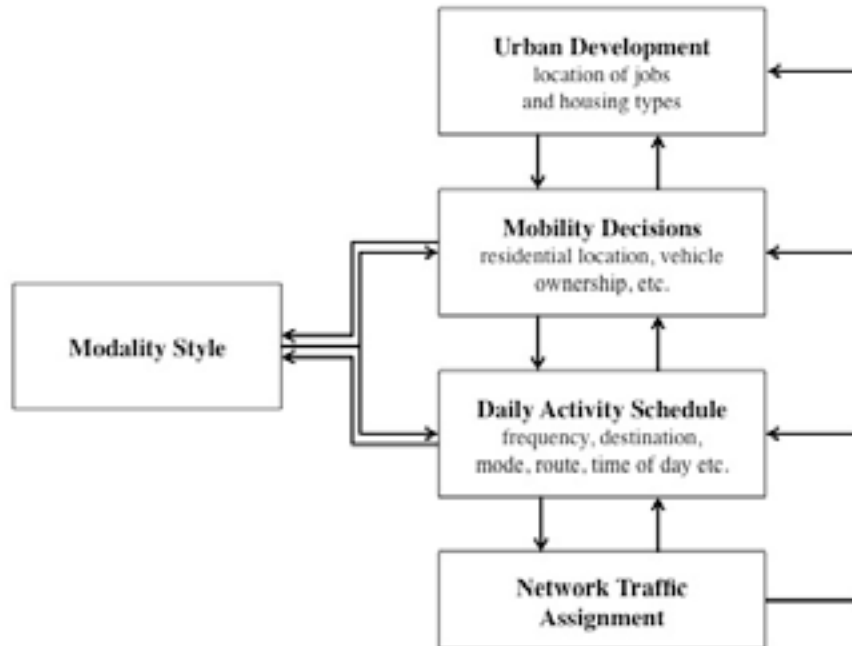 Urban Development
location of jobs
and housing types
Mobility Decisions
residential location, vehicle
ownership, etc.
Modality Style
Daily Activity Schedule
frequency, destination,
mode, route, time of day etc.
Network Traffic
Assignment